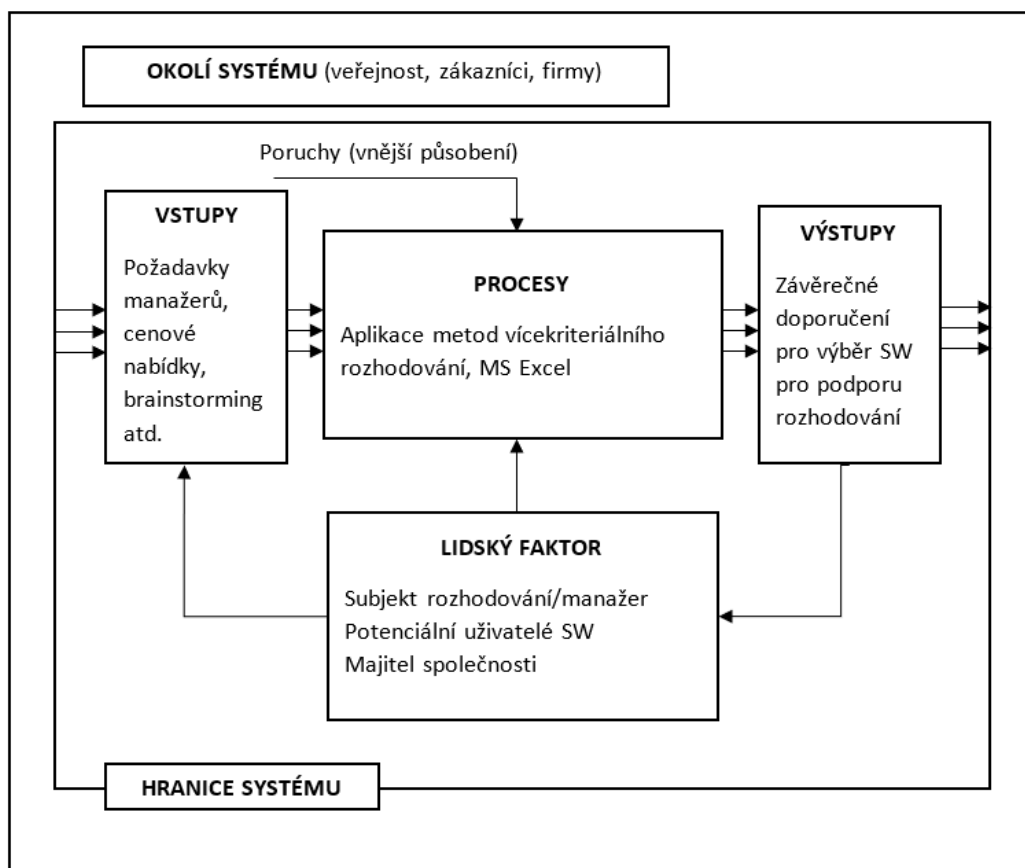 OKOLÍ SYSTÉMU (veřejnost, zákazníci, firmy)
Poruchy (vnější působení)
VSTUPY
Požadavky
manažerů,
cenové
nabídky,
brainstorming
atd.
PROCESY
Aplikace metod vícekriteriálního
rozhodování, MS Excel
VÝSTUPY
Závěrečné
doporučení
pro výběr SW
pro podporu
rozhodování
LIDSKÝ FAKTOR
Subjekt rozhodování/manažer
Potenciální uživatelé SW
Majitel společnosti
HRANICE SYSTÉMU